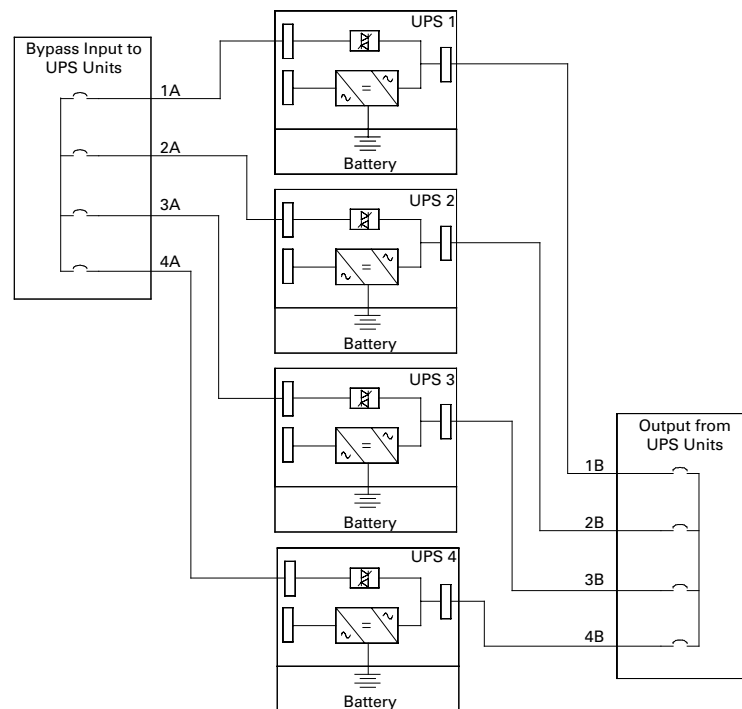 Bypass Input to
UPS Units
1A
2A
3A
4A
UPS 1
Battery
UPS 2
Battery
UPS 3
Battery
UPS 4
Battery
Output from
UPS Units
1B
2B
3B
4B